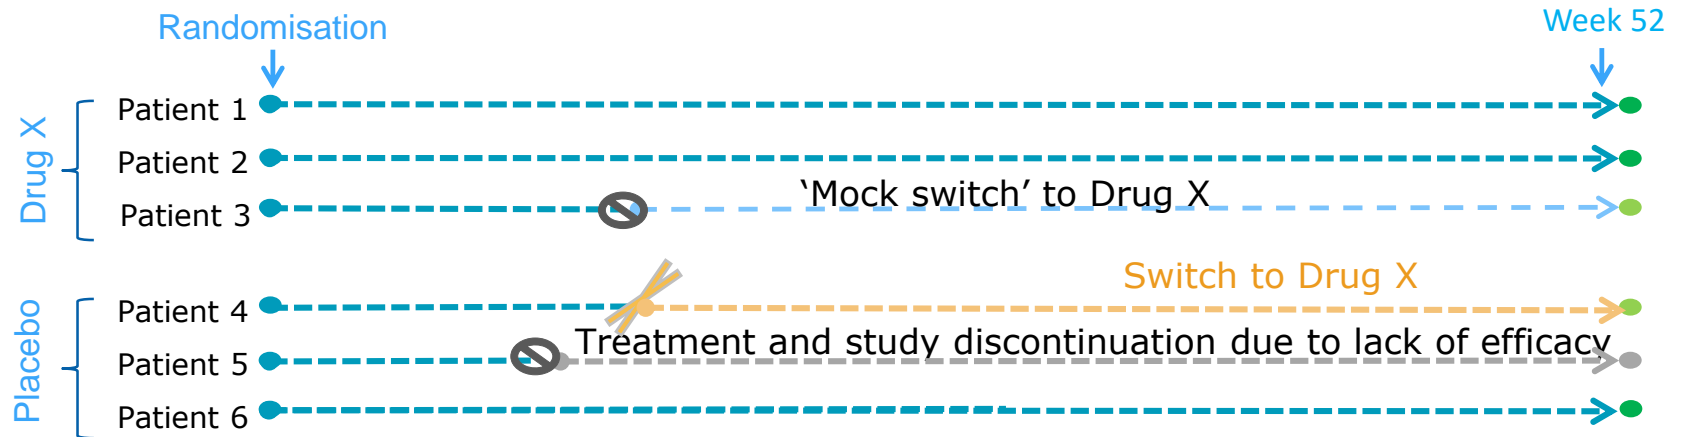 Randomisation
Week 52
Drug X
Patient 1
Patient 2
Patient 3
‘Mock switch’ to Drug X
Placebo
Patient 4
Switch to Drug X
Patient 5
Treatment and study discontinuation due to lack of efficacy
Patient 6